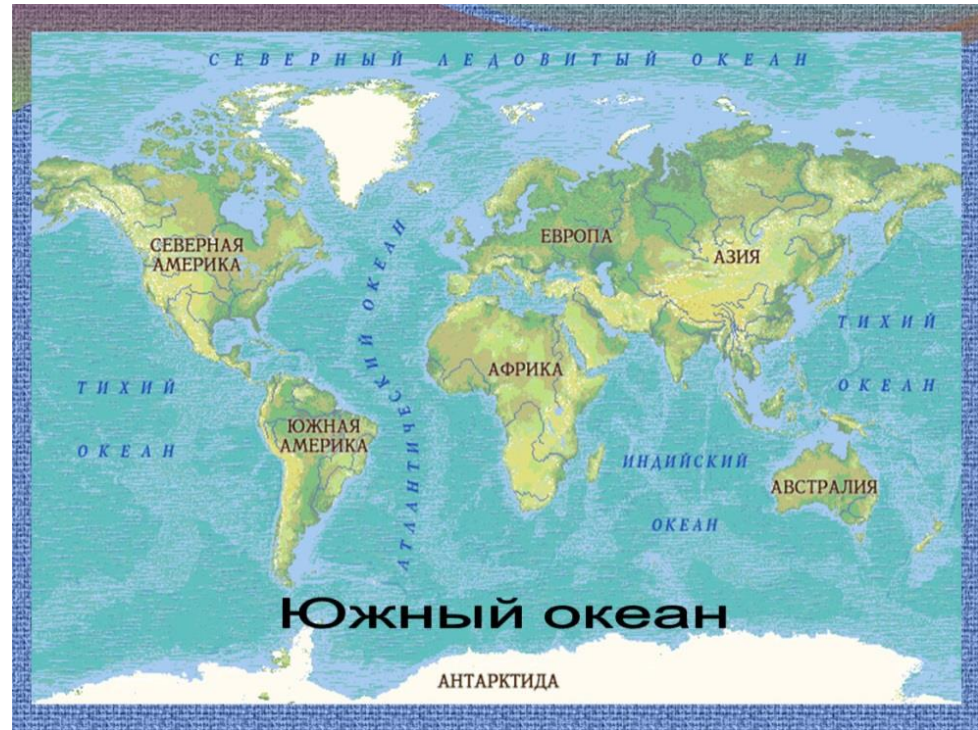 СЕВЕРНЫЙ ЛЕДОВИТЫЙ ОКЕАН
СЕВЕРНАЯ
АМЕРИКА
ЕВРОПА
АЗИЯ
АТЛАНТИЧЕСКИЙ ОКЕАН
ТИХИЙ
ОКЕАН
АФРИКА
ТИХИЙ
ОКЕАН
ЮЖНАЯ
АМЕРИКА
ИНДИЙСКИЙ
ОКЕАН
АВСТРАЛИЯ
Южный океан
АНТАРКТИДА